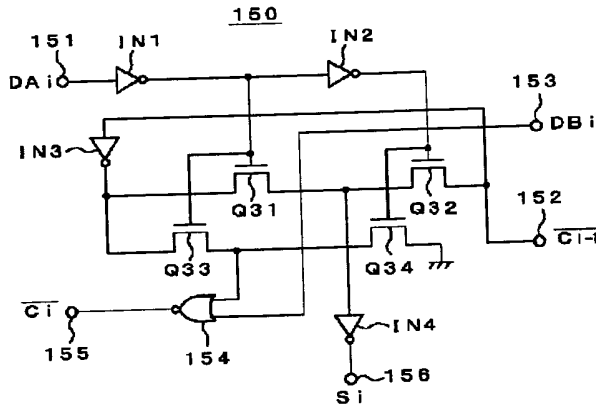 150
151
IN1
IN2
DAi
153
DBi
IN3
Q31
Q32
152
Q33
Q34
Ci-i
Ci
IN4
155
154
156
Si